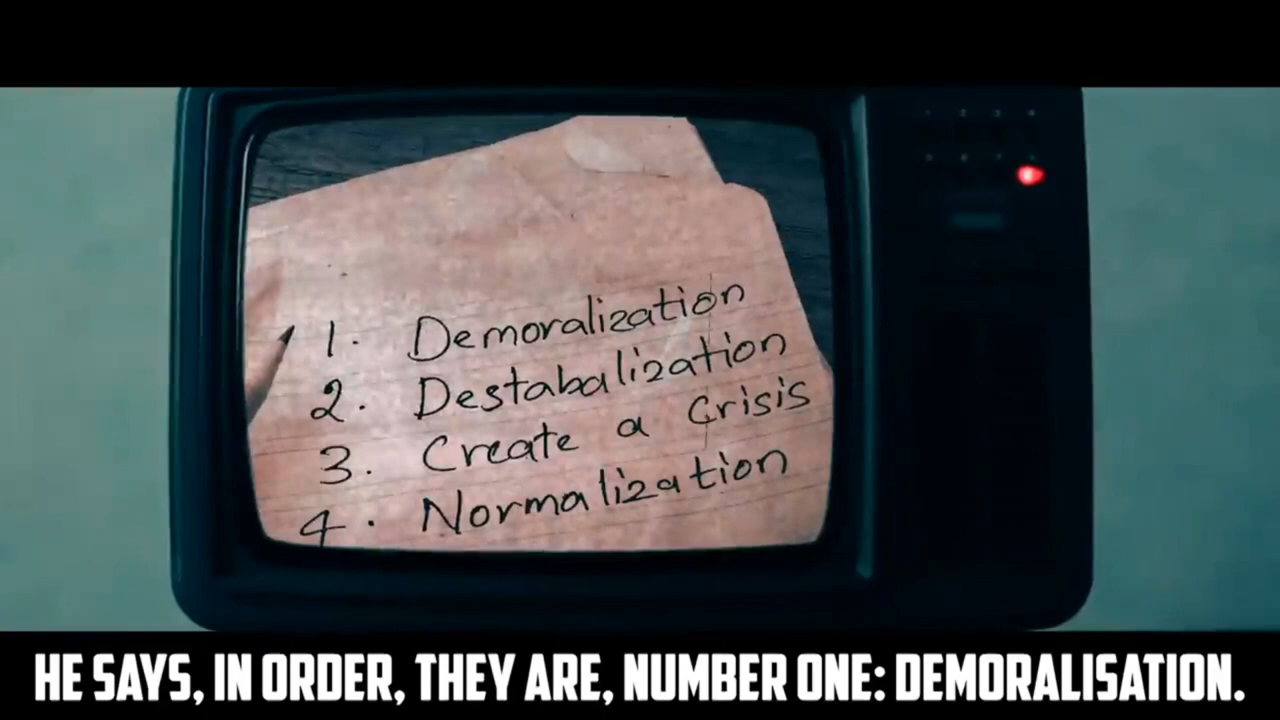 1. Demoralization
2. Destabalization
3. Create a Crisis
4. Normalization
HE SAYS, IN ORDER, THEY ARE, NUMBER ONE: DEMORALISATION.